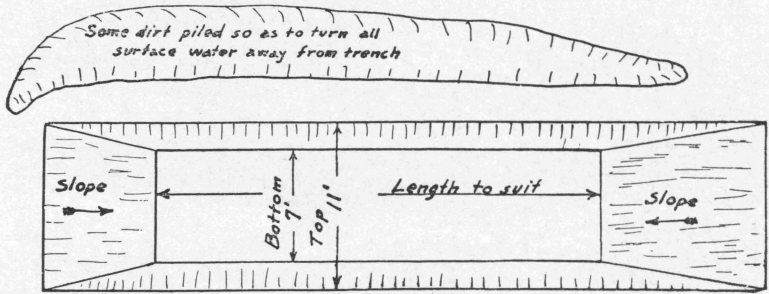 Some dirt piled so as to turn all
surface water away from trench
Slope
Bottom
7'
Top 11'
Length to suit
Slope